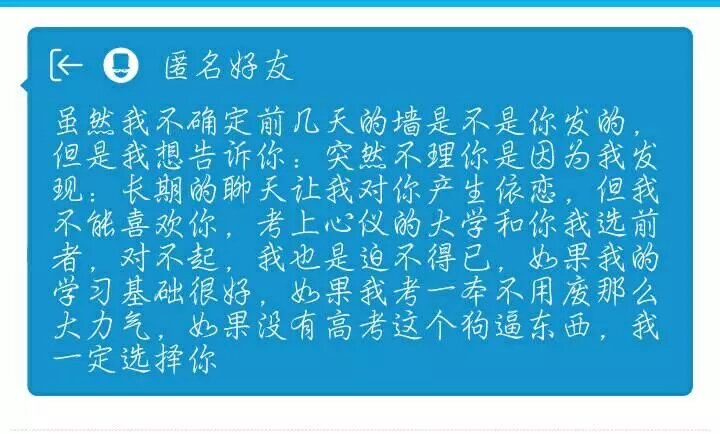 匿名好友
虽然我不确定前几天的墙是不是你发的，
但是我想告诉你：突然不理你是因为我发
现：长期的聊天让我对你产生依恋，但我
不能喜欢你，考上心仪的大学和你我选前
者，对不起，我也是迫不得已，如果我的
学习基础很好，如果我考一本不用废那么
大力气，如果没有高考这个狗逼东西，我
一定选择你